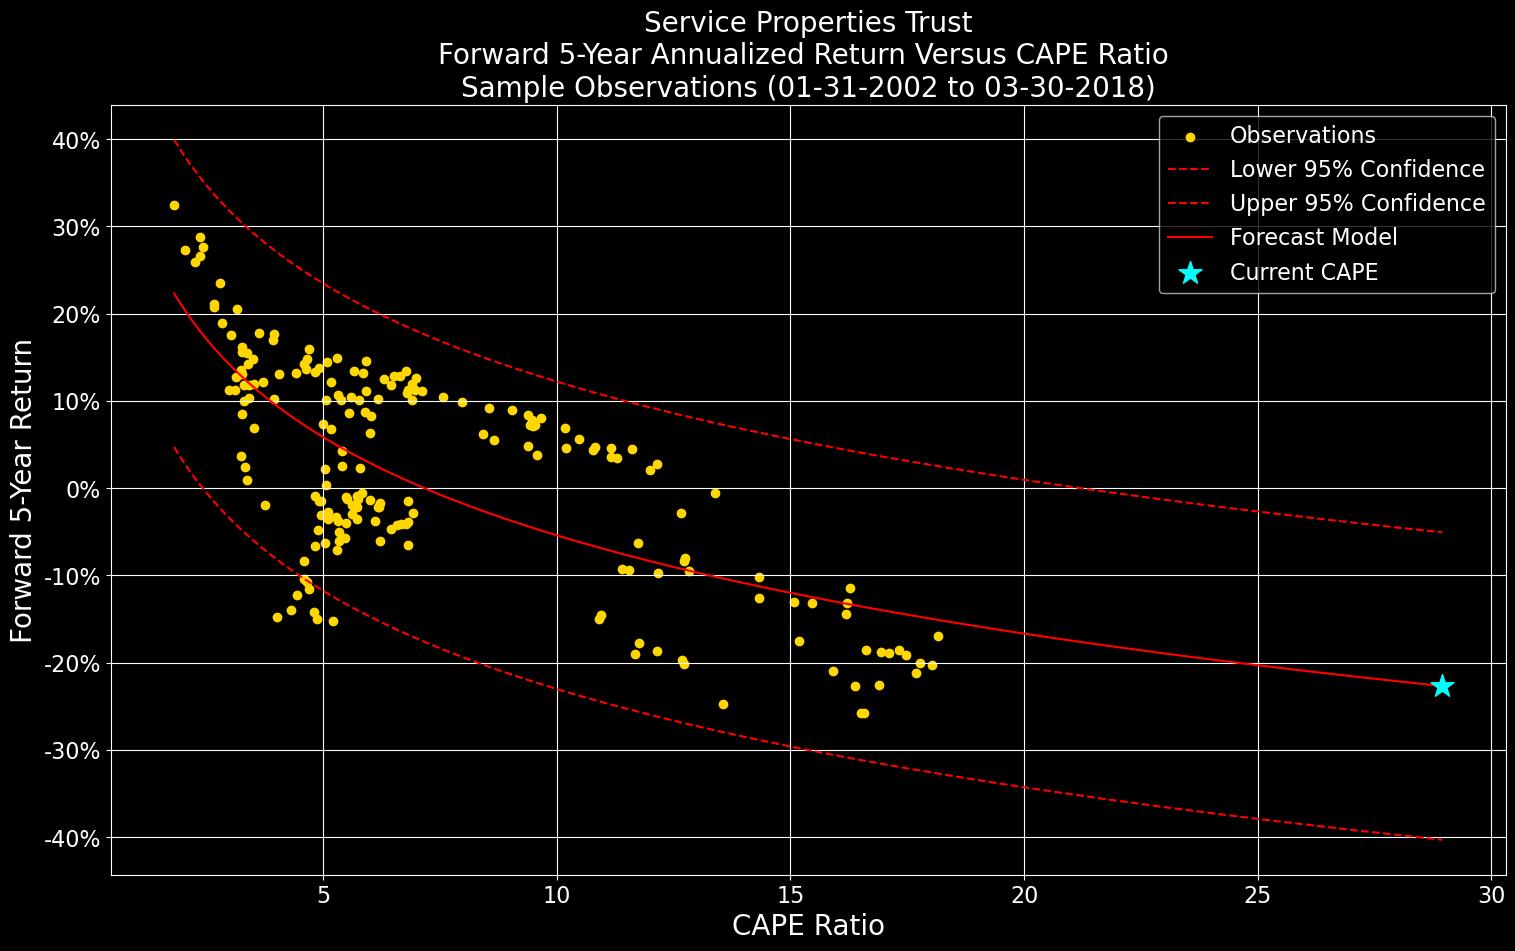 Service Properties Trust
Forward 5-Year Annualized Return Versus CAPE Ratio
Sample Observations (01-31-2002 to 03-30-2018)
Observations
Lower 95% Confidence
Upper 95% Confidence
Forecast Model
Current CAPE
Forward 5-Year Return
40%
30%
20%
10%
0%
-10%
-20%
-30%
-40%
5
10
15
20
25
30
CAPE Ratio